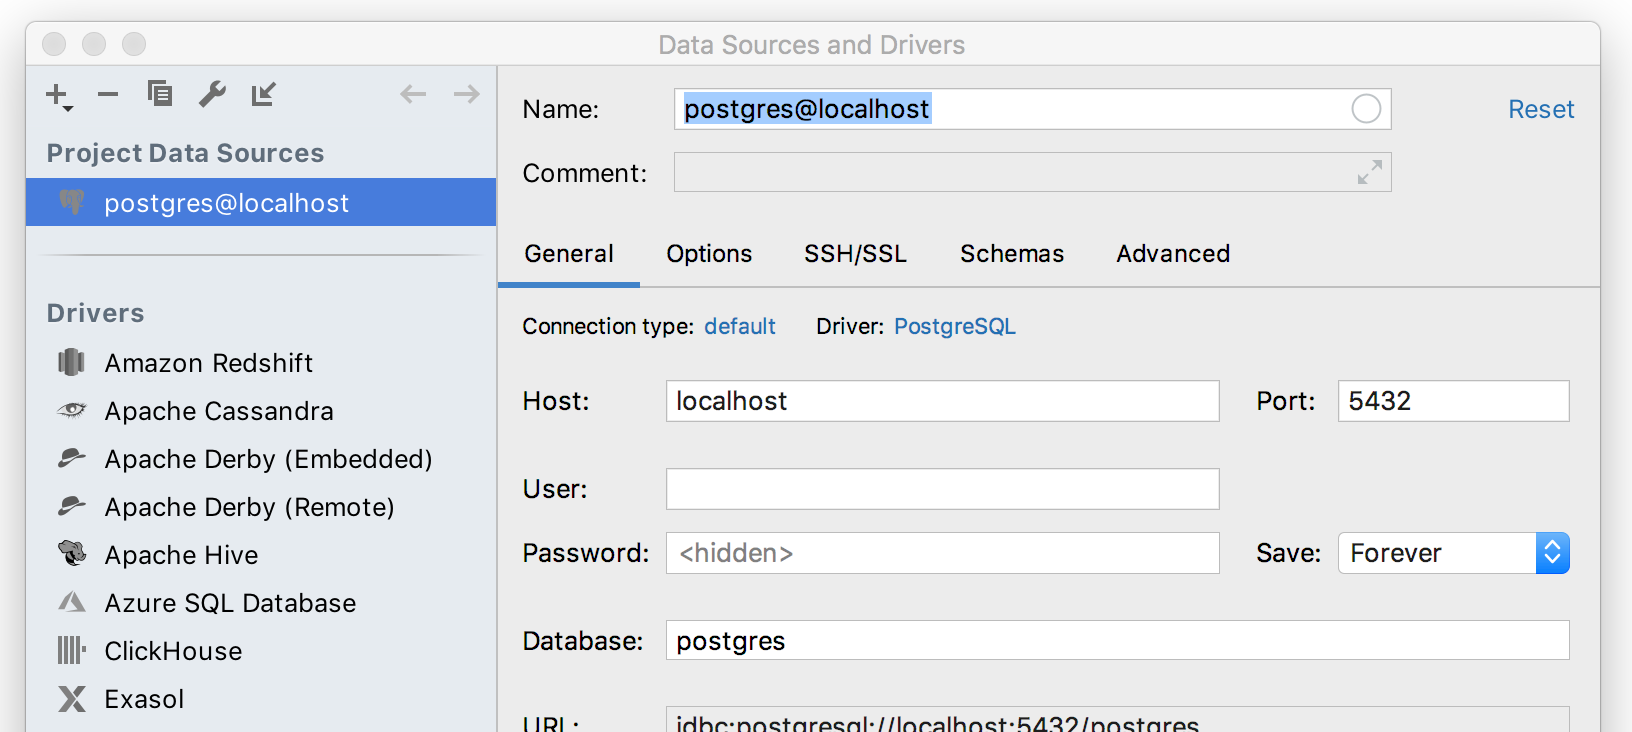 Data Sources and Drivers
Project Data Sources
postgres@localhost
Drivers
Amazon Redshift
Apache Cassandra
Apache Derby (Embedded)
Apache Derby (Remote)
Apache Hive
Azure SQL Database
ClickHouse
Exasol
Name: postgres@localhost Reset
Comment:
General Options SSH/SSL Schemas Advanced
Connection type: default Driver: PostgreSQL
Host: localhost Port: 5432
User:
Password: <hidden> Save: Forever
Database: postgres
URL: jdbc:postgresql://localhost:5432/postgres